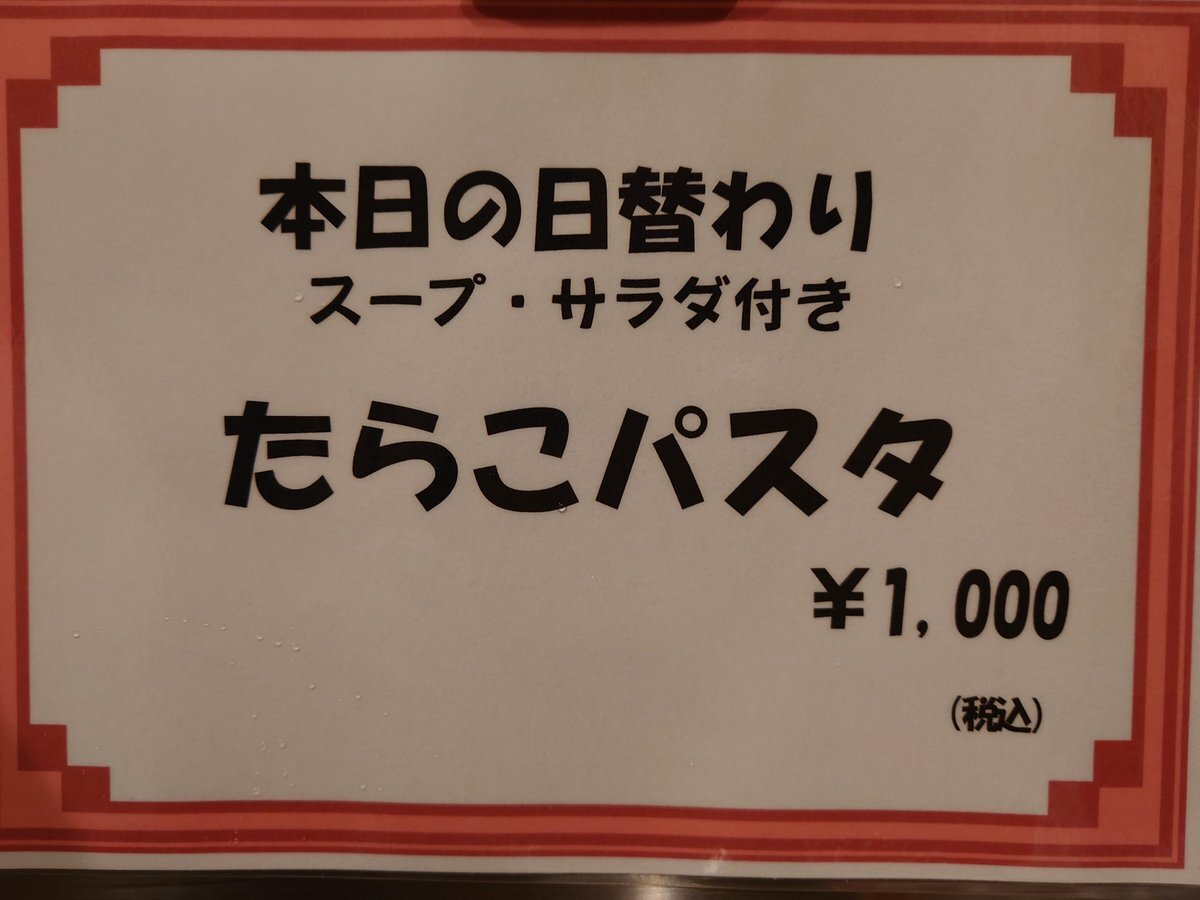 本日の日替わり
スープ・サラダ付き
たらこパスタ
¥1,000
(税込)